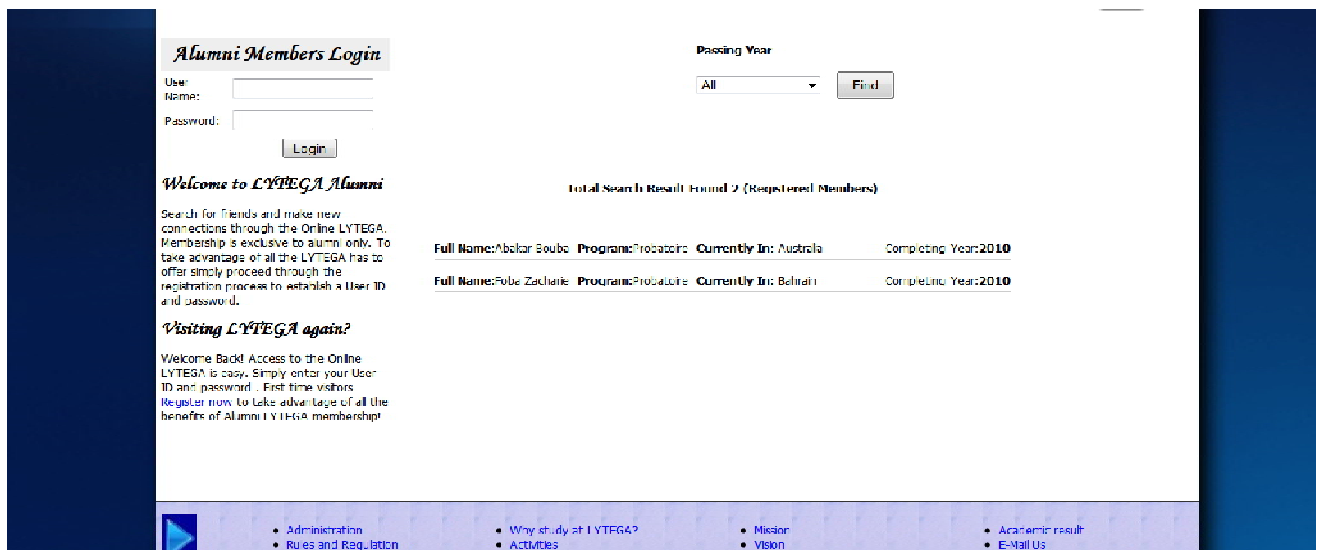 Alumni Members Login
User Name:
Password:
Login
Welcome to LYTEGA Alumni
Search for friends and make new
connections through the Online LYTEGA.
Membership is exclusive to alumni only. To
take advantage of all the LYTEGA has to
offer simply proceed through the
registration process to establish a User ID
and password.
Visiting LYTEGA again?
Welcome Back! Access to the Online
LYTEGA is easy. Simply enter your User
ID and password . First time visitors
Register now to take advantage of all the
benefits of Alumni LYTEGA membership!
Passing Year
All
Find
Total Search Result Found 2 (Registered Members)
Full Name:Abakar Bouba Program:Probatoire Currently In: Australia Completing Year:2010
Full Name:Foba Zacharie Program:Probatoire Currently In: Bahrain Completing Year:2010
Administration
Rules and Regulation
Why study at LYTEGA?
Activities
Mission
Vision
Academic result
E-Mail Us